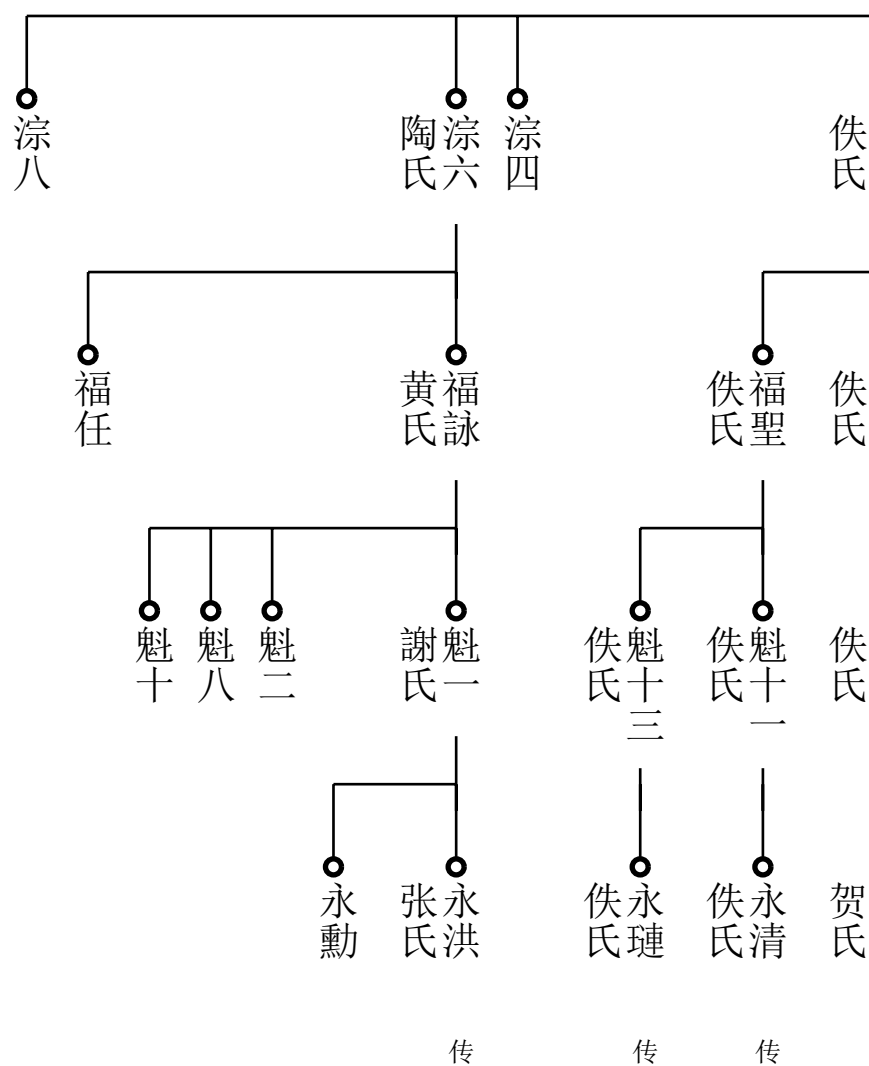 佚氏
淙四
淙六
陶氏
淙八
佚氏
福聖
佚氏
福詠
黄氏
福任
佚氏
魁十一
佚氏
魁十三
佚氏
魁一
謝氏
魁二
魁八
魁十
贺氏
永清
佚氏
永璉
佚氏
永洪
张氏
永勳
传
传
传